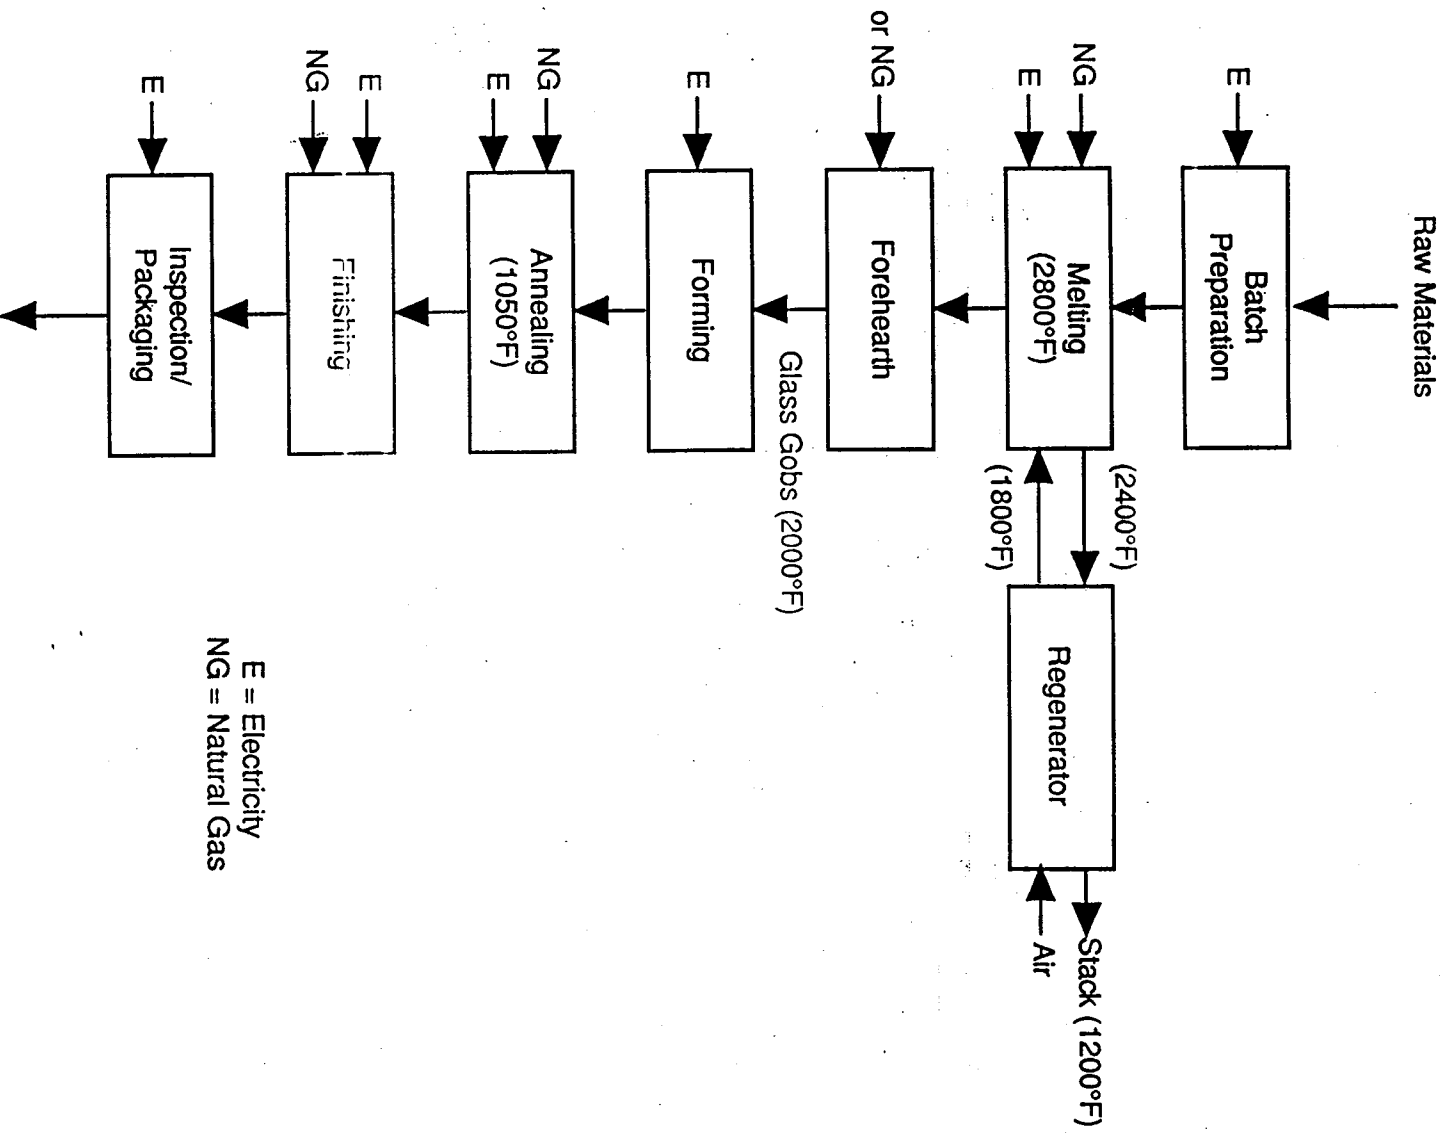 Raw Materials
E
Batch
Preparation
NG
E
Melting
(2800°F)
(2400°F)
(1800°F)
Regenerator
Stack (1200°F)
Air
or NG
Forehearth
Glass Gobs (2000°F)
E
Forming
NG
E
Annealing
(1050°F)
E
NG
Finishing
E
Inspection/
Packaging
E = Electricity
NG = Natural Gas